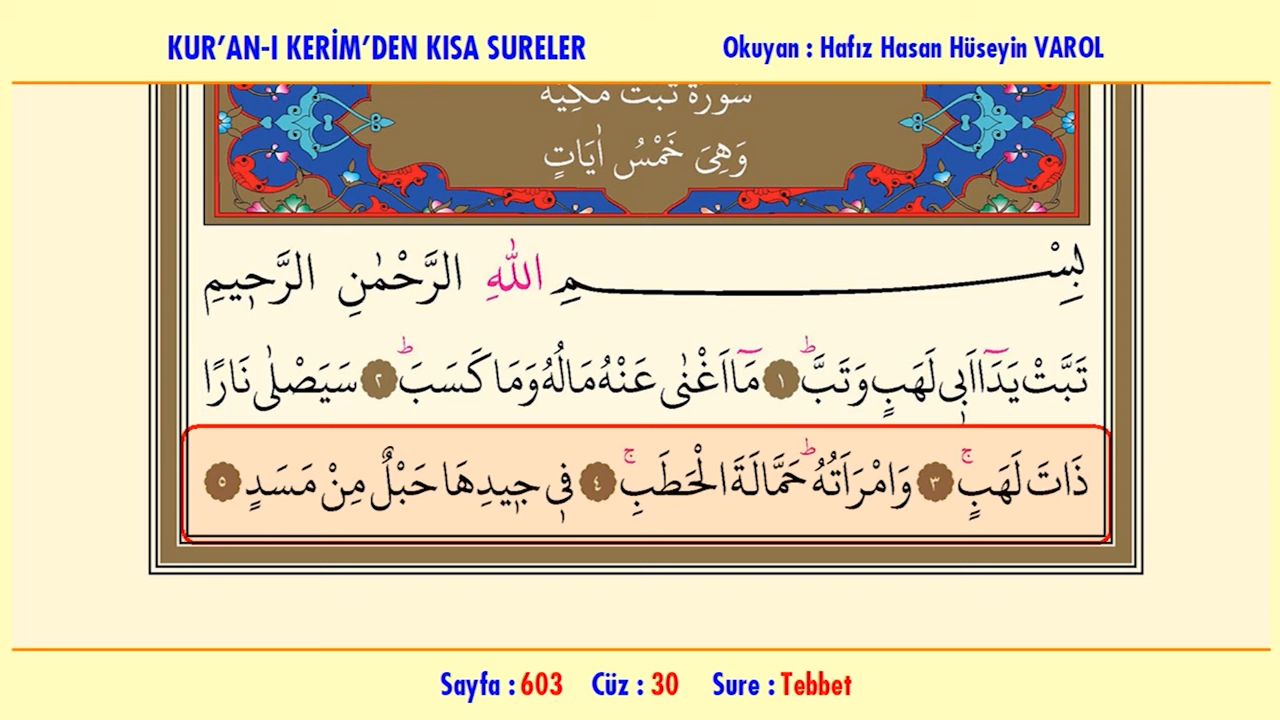 KUR’AN-I KERİM’DEN KISA SURELER
Okuyan : Hafız Hasan Hüseyin VAROL
سُورَةُ تَبَّتْ مَكِّيَّةٌ
وَهِيَ خَمْسُ اٰيَاتٍ
بِسْمِ اللّٰهِ الرَّحْمٰنِ الرَّحِيمِ
تَبَّتْ يَدَٓا اَبِى لَهَبٍ وَتَبَّۜ ﴿١﴾ مَٓا اَغْنٰى عَنْهُ مَالُهُ وَمَا كَسَبَۜ ﴿٢﴾ سَيَصْلٰى نَارًا
ذَاتَ لَهَبٍۚ ﴿٣﴾ وَامْرَاَتُهُۜ حَمَّالَةَ الْحَطَبِۚ ﴿٤﴾ فِى جِيدِهَا حَبْلٌ مِنْ مَسَدٍ ﴿٥﴾
Sayfa : 603 Cüz : 30 Sure : Tebbet